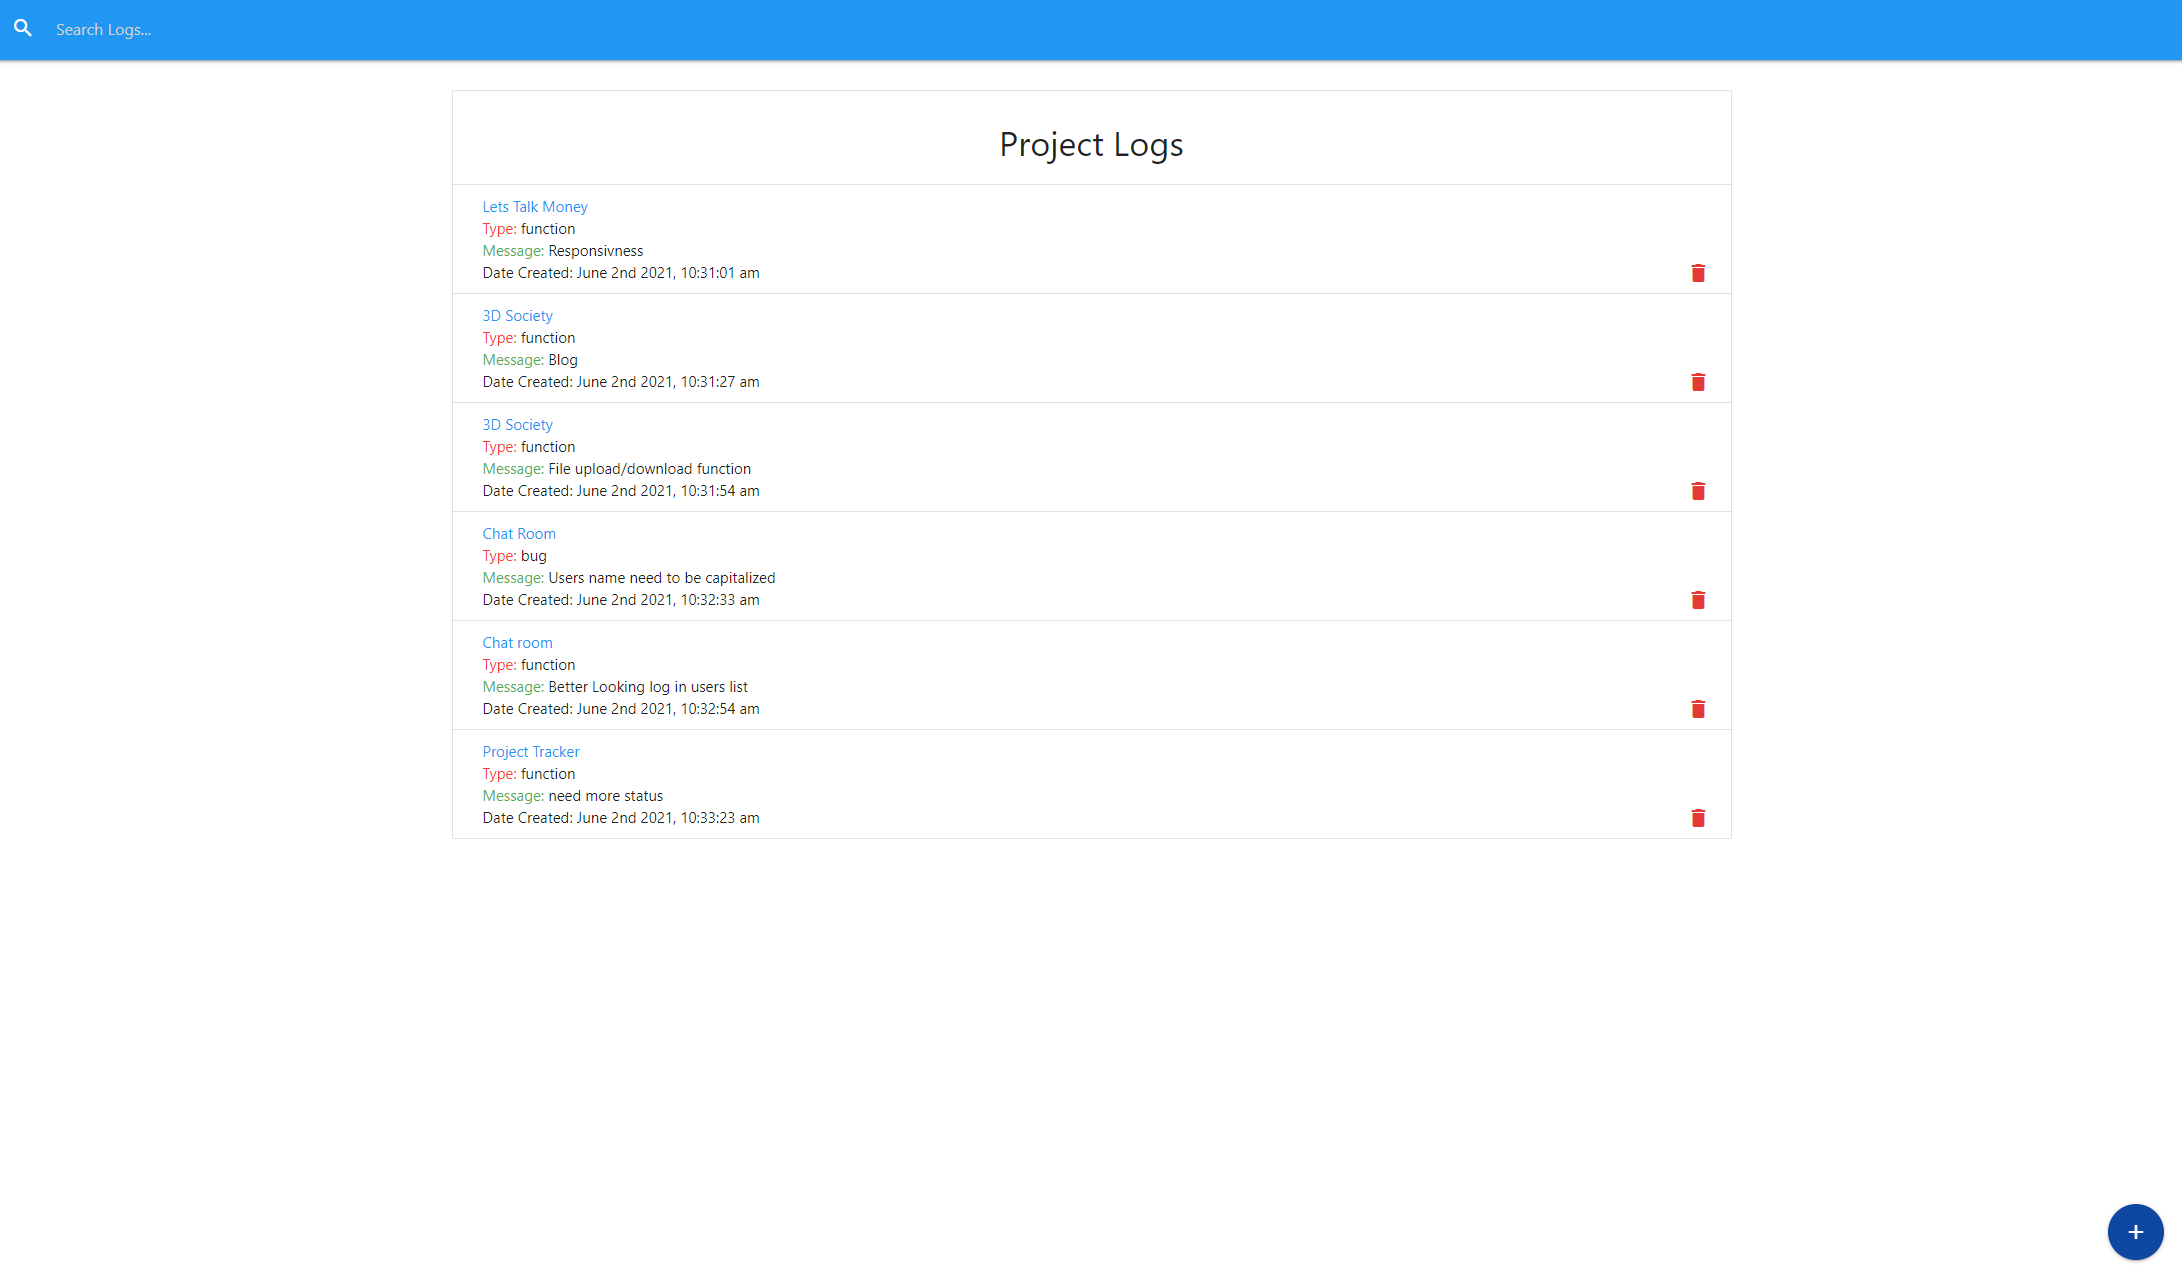 Search Logs...
Project Logs
Lets Talk Money
Type: function
Message: Responsivness
Date Created: June 2nd 2021, 10:31:01 am
3D Society
Type: function
Message: Blog
Date Created: June 2nd 2021, 10:31:27 am
3D Society
Type: function
Message: File upload/download function
Date Created: June 2nd 2021, 10:31:54 am
Chat Room
Type: bug
Message: Users name need to be capitalized
Date Created: June 2nd 2021, 10:32:33 am
Chat room
Type: function
Message: Better Looking log in users list
Date Created: June 2nd 2021, 10:32:54 am
Project Tracker
Type: function
Message: need more status
Date Created: June 2nd 2021, 10:33:23 am